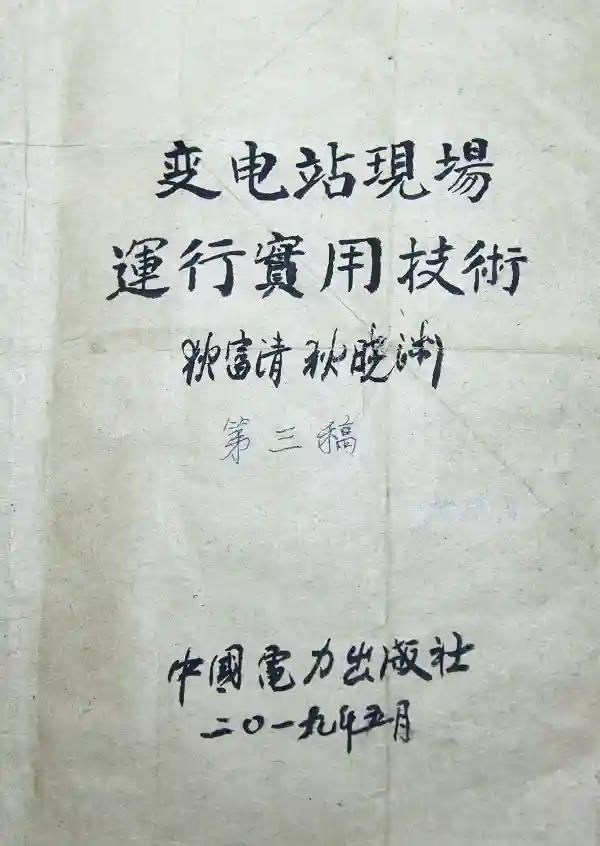 变电站現場
運行實用技術
狄富清 狄晓渊
第三稿
中國電力出版社
二〇一九年五月